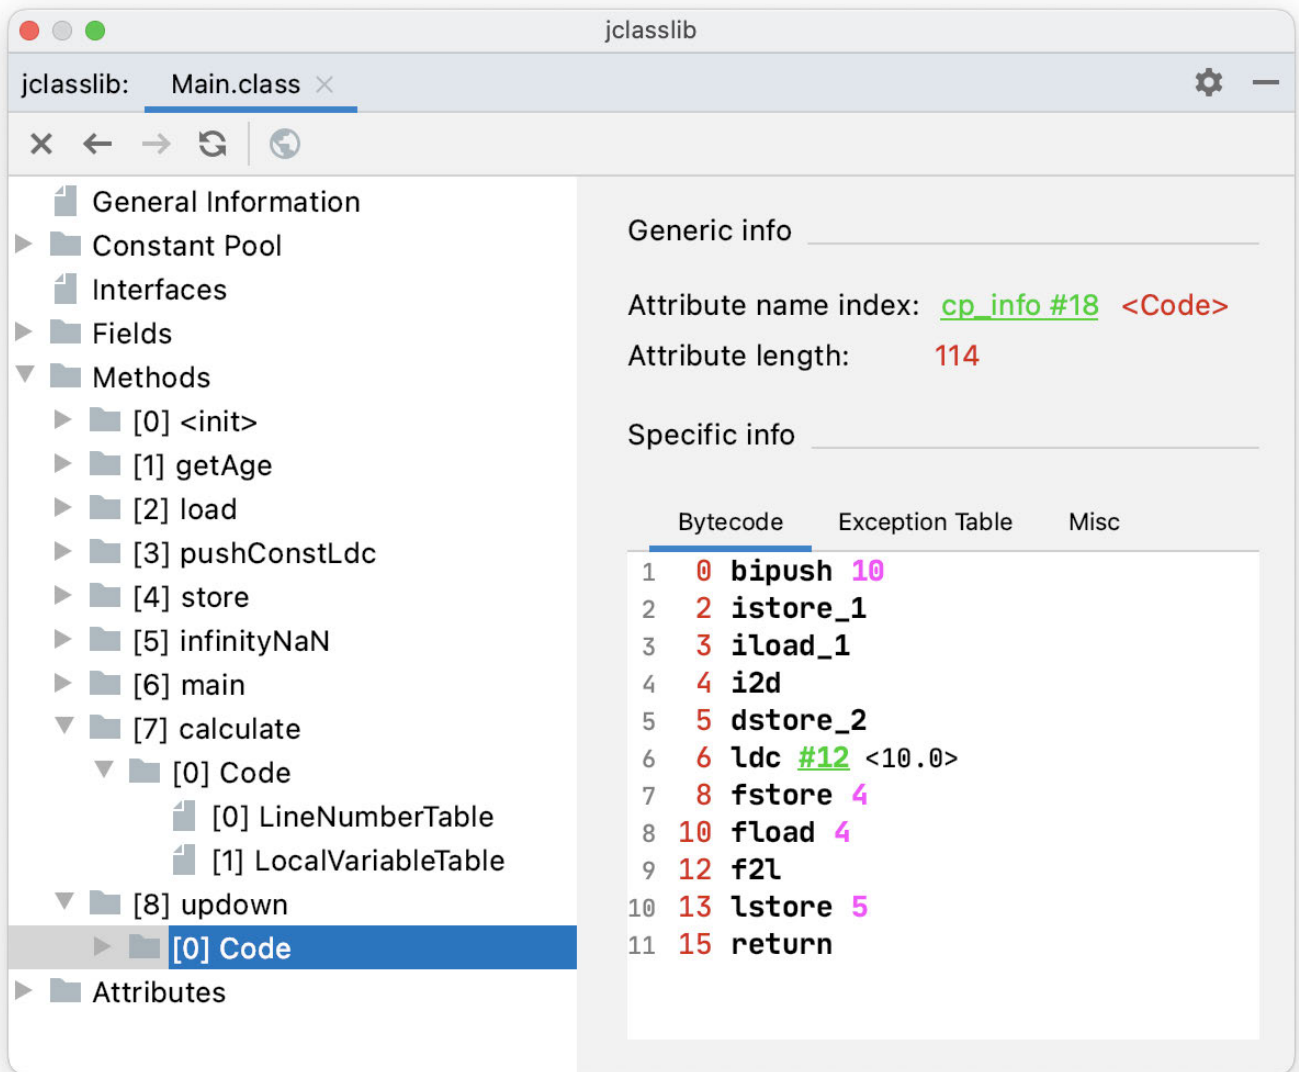 jclasslib
jclasslib: Main.class
General Information
Constant Pool
Interfaces
Fields
Methods
[0] <init>
[1] getAge
[2] load
[3] pushConstLdc
[4] store
[5] infinityNaN
[6] main
[7] calculate
[0] Code
[0] LineNumberTable
[1] LocalVariableTable
[8] updown
[0] Code
Attributes
Generic info
Attribute name index: cp_info #18 <Code>
Attribute length: 114
Specific info
Bytecode Exception Table Misc
1 0 bipush 10
2 2 istore_1
3 3 iload_1
4 4 i2d
5 5 dstore_2
6 6 ldc #12 <10.0>
7 8 fstore 4
8 10 fload 4
9 12 f2l
10 13 lstore 5
11 15 return